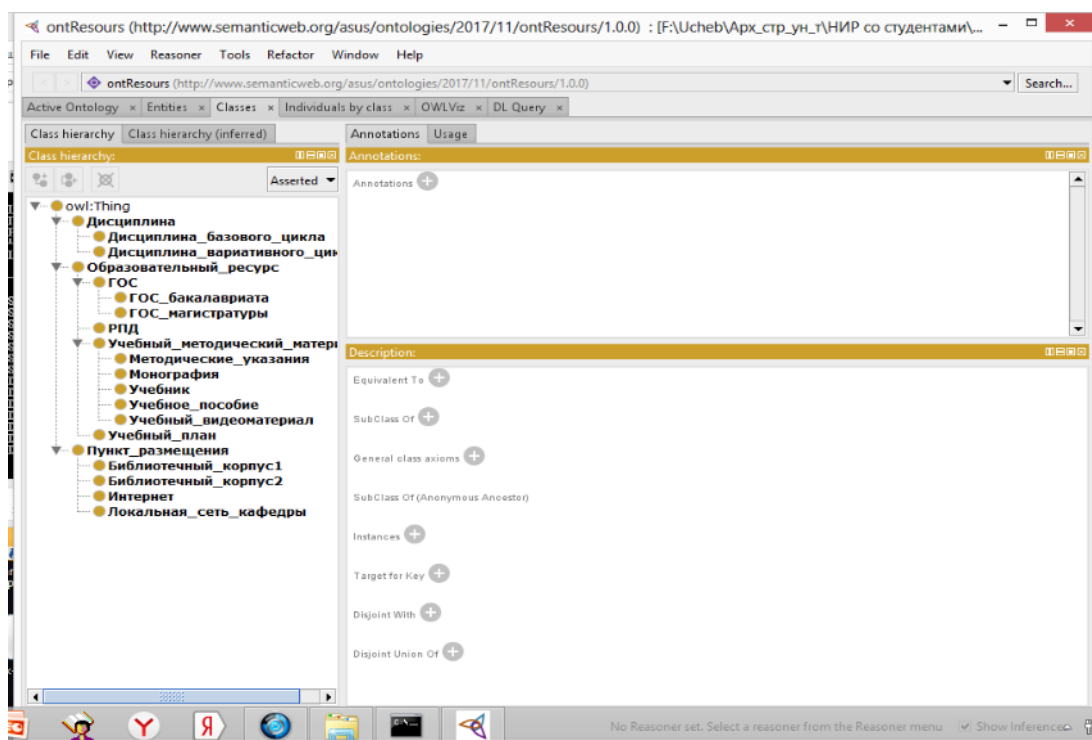 ontResours (http://www.semanticweb.org/asus/ontologies/2017/11/ontResours/1.0.0) : [F:\Ucheb\Арх_стр_ун_т\НИР со студентами\...
File Edit View Reasoner Tools Refactor Window Help
ontResours (http://www.semanticweb.org/asus/ontologies/2017/11/ontResours/1.0.0) Search...
Active Ontology × Entities × Classes × Individuals by class × OWLViz × DL Query ×
Class hierarchy Class hierarchy (inferred)
Class hierarchy:
Asserted
owl:Thing
Дисциплина
Дисциплина_базового_цикла
Дисциплина_вариативного_цик
Образовательный_ресурс
ГОС
ГОС_бакалавриата
ГОС_магистратуры
РПД
Учебный_методический_матери
Методические_указания
Монография
Учебник
Учебное_пособие
Учебный_видеоматериал
Учебный_план
Пункт_размещения
Библиотечный_корпус1
Библиотечный_корпус2
Интернет
Локальная_сеть_кафедры
Annotations Usage
Annotations:
Annotations
Description:
Equivalent To
SubClass Of
General class axioms
SubClass Of (Anonymous Ancestor)
Instances
Target for Key
Disjoint With
Disjoint Union Of
No Reasoner set. Select a reasoner from the Reasoner menu Show Inferences
Y Я